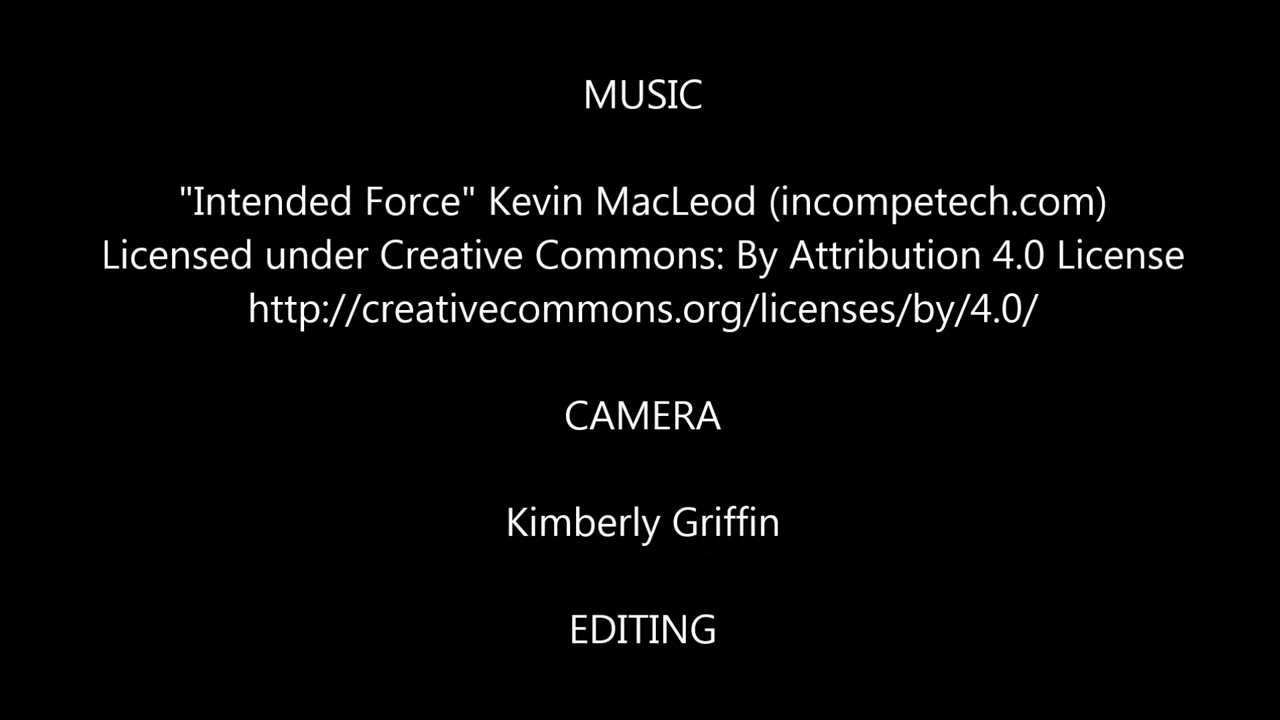 MUSIC
"Intended Force" Kevin MacLeod (incompetech.com)
Licensed under Creative Commons: By Attribution 4.0 License
http://creativecommons.org/licenses/by/4.0/
CAMERA
Kimberly Griffin
EDITING